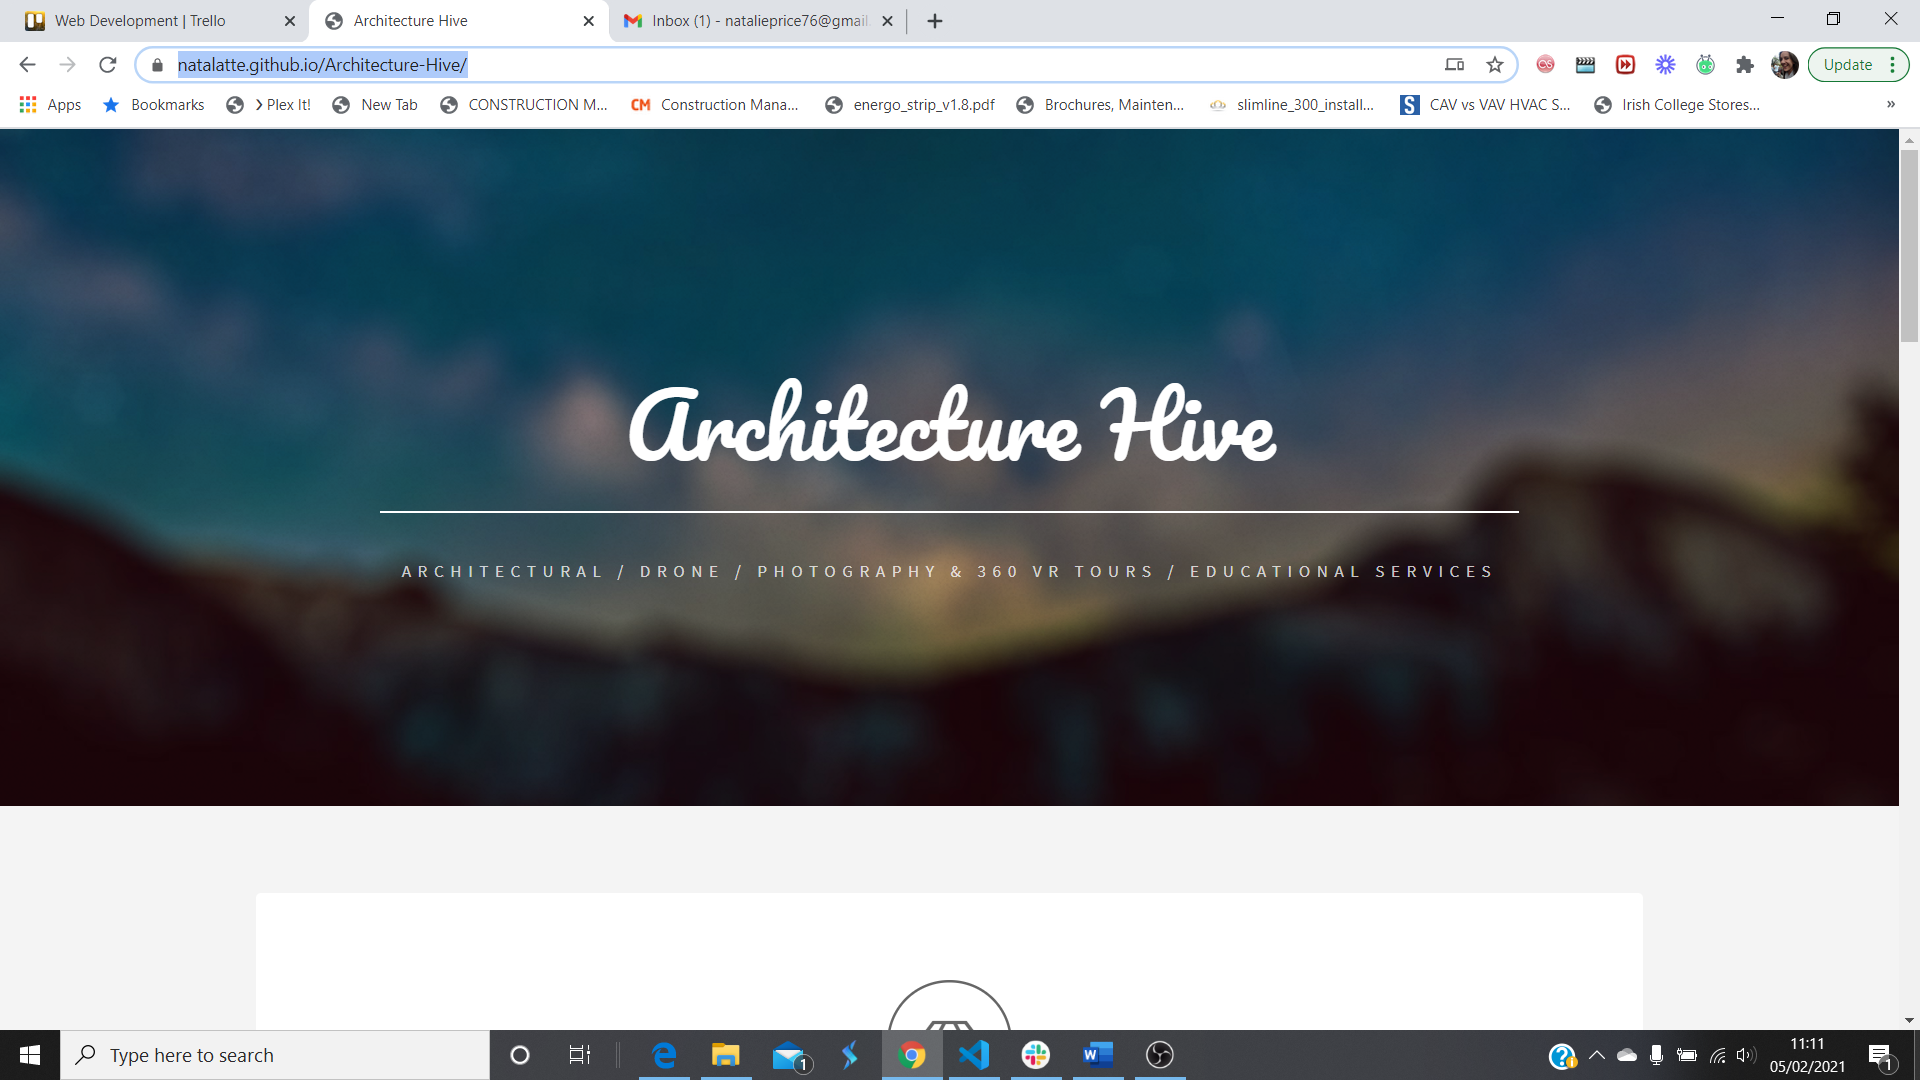 Web Development | Trello
Architecture Hive
Inbox (1) - natalieprice76@gmail
natalatte.github.io/Architecture-Hive/
Update
Apps
Bookmarks
> Plex It!
New Tab
CONSTRUCTION M...
CM Construction Mana...
energo_strip_v1.8.pdf
Brochures, Mainten...
slimline_300_install...
S CAV vs VAV HVAC S...
Irish College Stores...
»
Architecture Hive
ARCHITECTURAL / DRONE / PHOTOGRAPHY & 360 VR TOURS / EDUCATIONAL SERVICES
Type here to search
1
11:11
05/02/2021
1